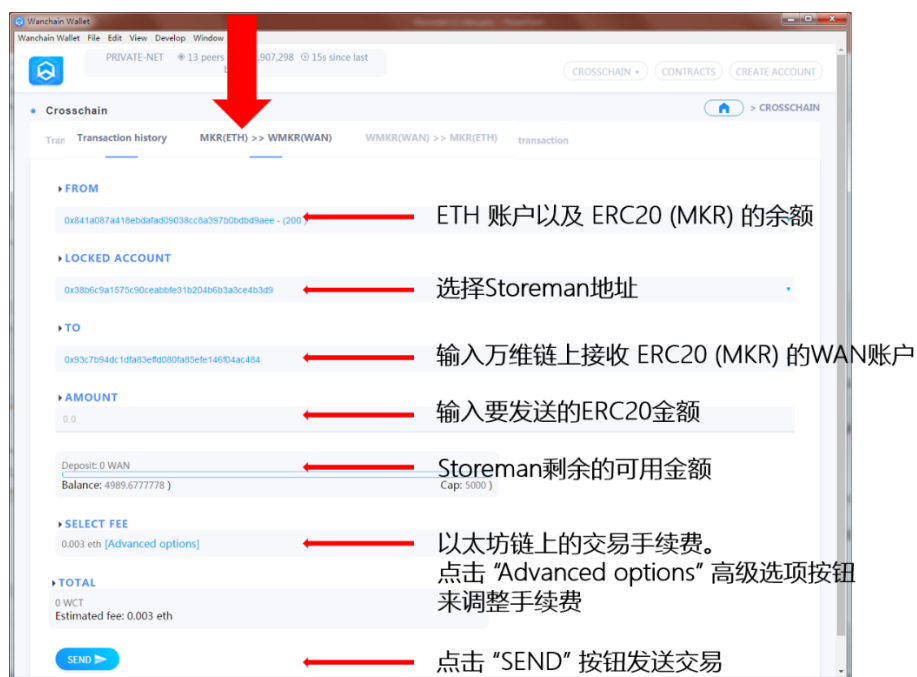 Wanchain Wallet
Wanchain Wallet File Edit View Develop Window
PRIVATE-NET 13 peers ,907,298 15s since last
b
CROSSCHAIN CONTRACTS CREATE ACCOUNT
Crosschain
> CROSSCHAIN
Tran Transaction history MKR(ETH) >> WMKR(WAN) WMKR(WAN) >> MKR(ETH) transaction
FROM
0x841a087a418ebdafad09038cc8a397b0bdbd9aee - (200 )
ETH 账户以及 ERC20 (MKR) 的余额
LOCKED ACCOUNT
0x38b6c9a1575c90ceabbfe31b204b6b3a3ce4b3d9
选择Storeman地址
TO
0x93c7b94dc1dfa83effd080fa85efe146f04ac484
输入万维链上接收 ERC20 (MKR) 的WAN账户
AMOUNT
0.0
输入要发送的ERC20金额
Deposit: 0 WAN
Storeman剩余的可用金额
Balance: 4989.6777778 ) Cap: 5000 )
SELECT FEE
0.003 eth [Advanced options]
以太坊链上的交易手续费。
点击 “Advanced options” 高级选项按钮
来调整手续费
TOTAL
0 WCT
Estimated fee: 0.003 eth
SEND
点击 “SEND” 按钮发送交易